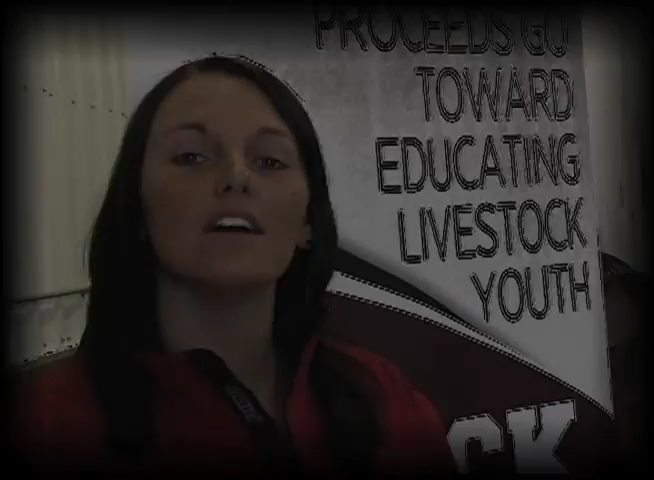 PROCEEDS GO
TOWARD
EDUCATING
LIVESTOCK
YOUTH
CK